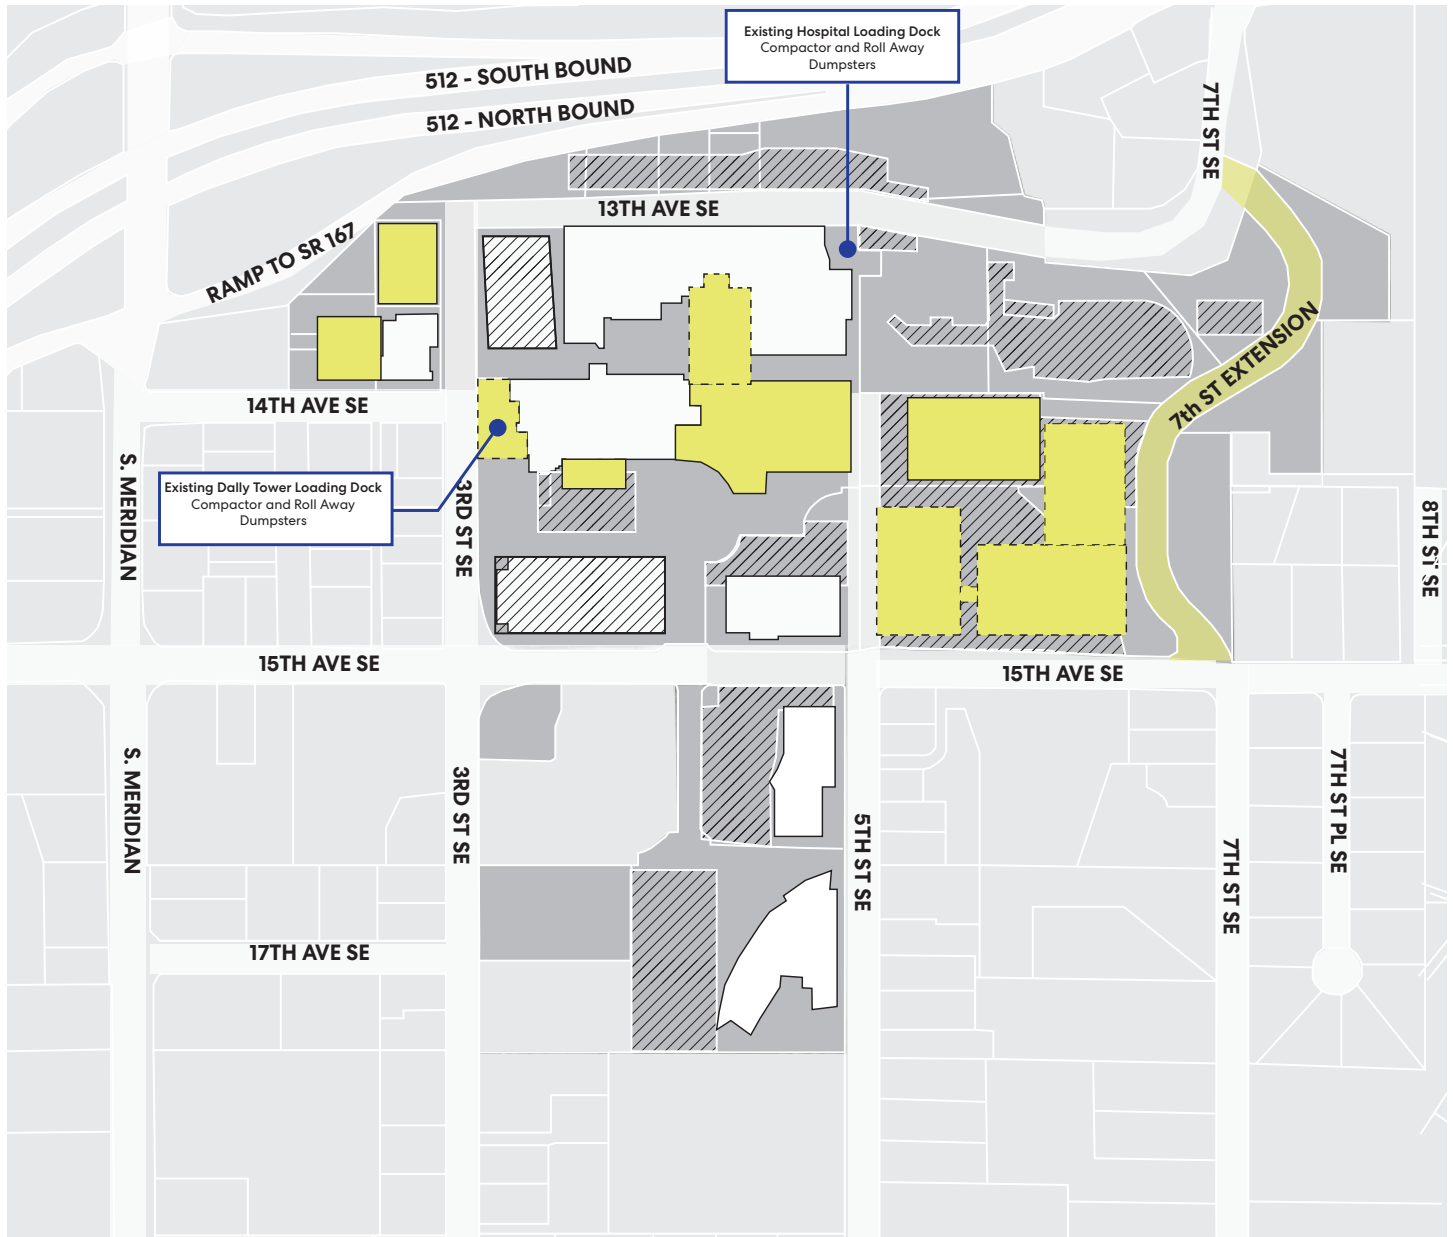 Existing Hospital Loading Dock
Compactor and Roll Away
Dumpsters
512 - SOUTH BOUND
512 - NORTH BOUND
7TH ST SE
13TH AVE SE
RAMP TO SR 167
7th ST EXTENSION
14TH AVE SE
S. MERIDIAN
Existing Dally Tower Loading Dock
Compactor and Roll Away
Dumpsters
3RD ST SE
8TH ST SE
15TH AVE SE
15TH AVE SE
S. MERIDIAN
3RD ST SE
5TH ST SE
7TH ST SE
7TH ST PL SE
17TH AVE SE